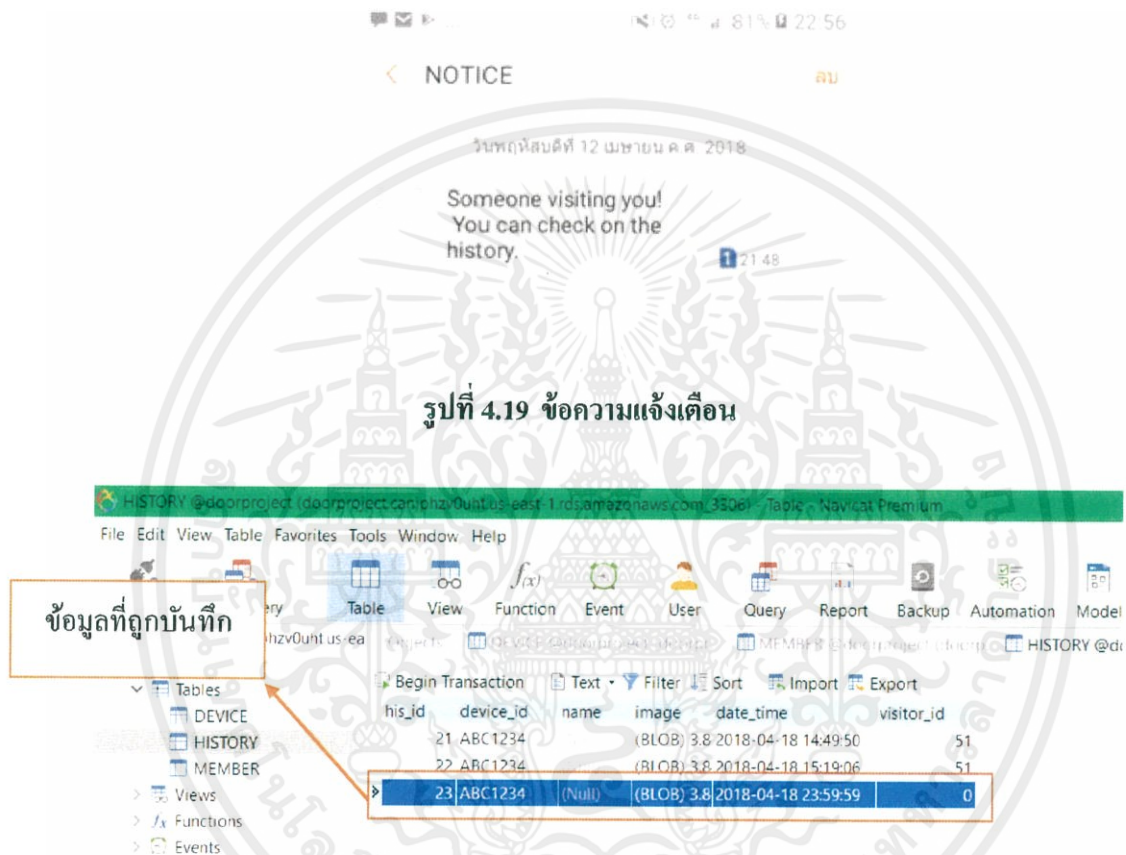 81% 22:56
NOTICE ลบ
วันพฤหัสบดีที่ 12 เมษายน ค.ศ. 2018
Someone visiting you!
You can check on the
history.
1 21:48
รูปที่ 4.19 ข้อความแจ้งเตือน
HISTORY @doorproject - Table - Navicat Premium
File Edit View Table Favorites Tools Window Help
Table View Function Event User Query Report Backup Automation Model
ข้อมูลที่ถูกบันทึก
Objects HISTORY
Tables
Begin Transaction Text Filter Sort Import Export
his_id device_id name image date_time visitor_id
DEVICE
HISTORY
MEMBER
21 ABC1234 (BLOB) 3.8 2018-04-18 14:49:50 51
22 ABC1234 (BLOB) 3.8 2018-04-18 15:19:06 51
23 ABC1234 (Null) (BLOB) 3.8 2018-04-18 23:59:59 0
Views
fx Functions
Events